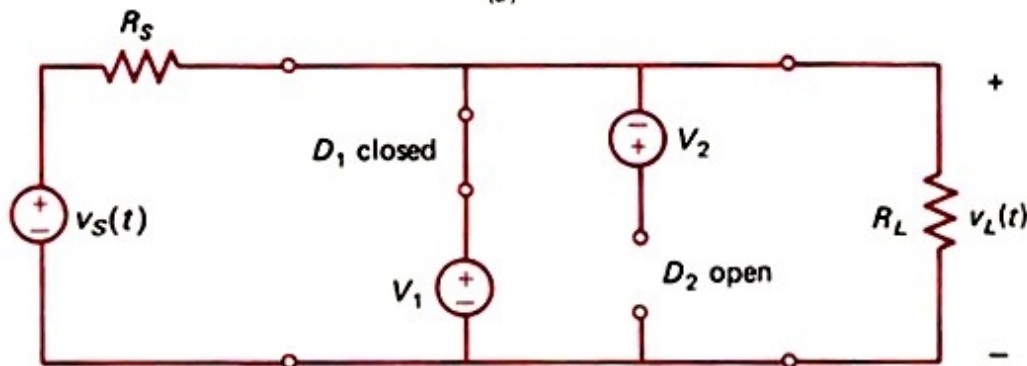 R_S
+
D_1 closed
−
+
V_2
+
−
v_S(t)
R_L
v_L(t)
V_1
+
−
D_2 open
−